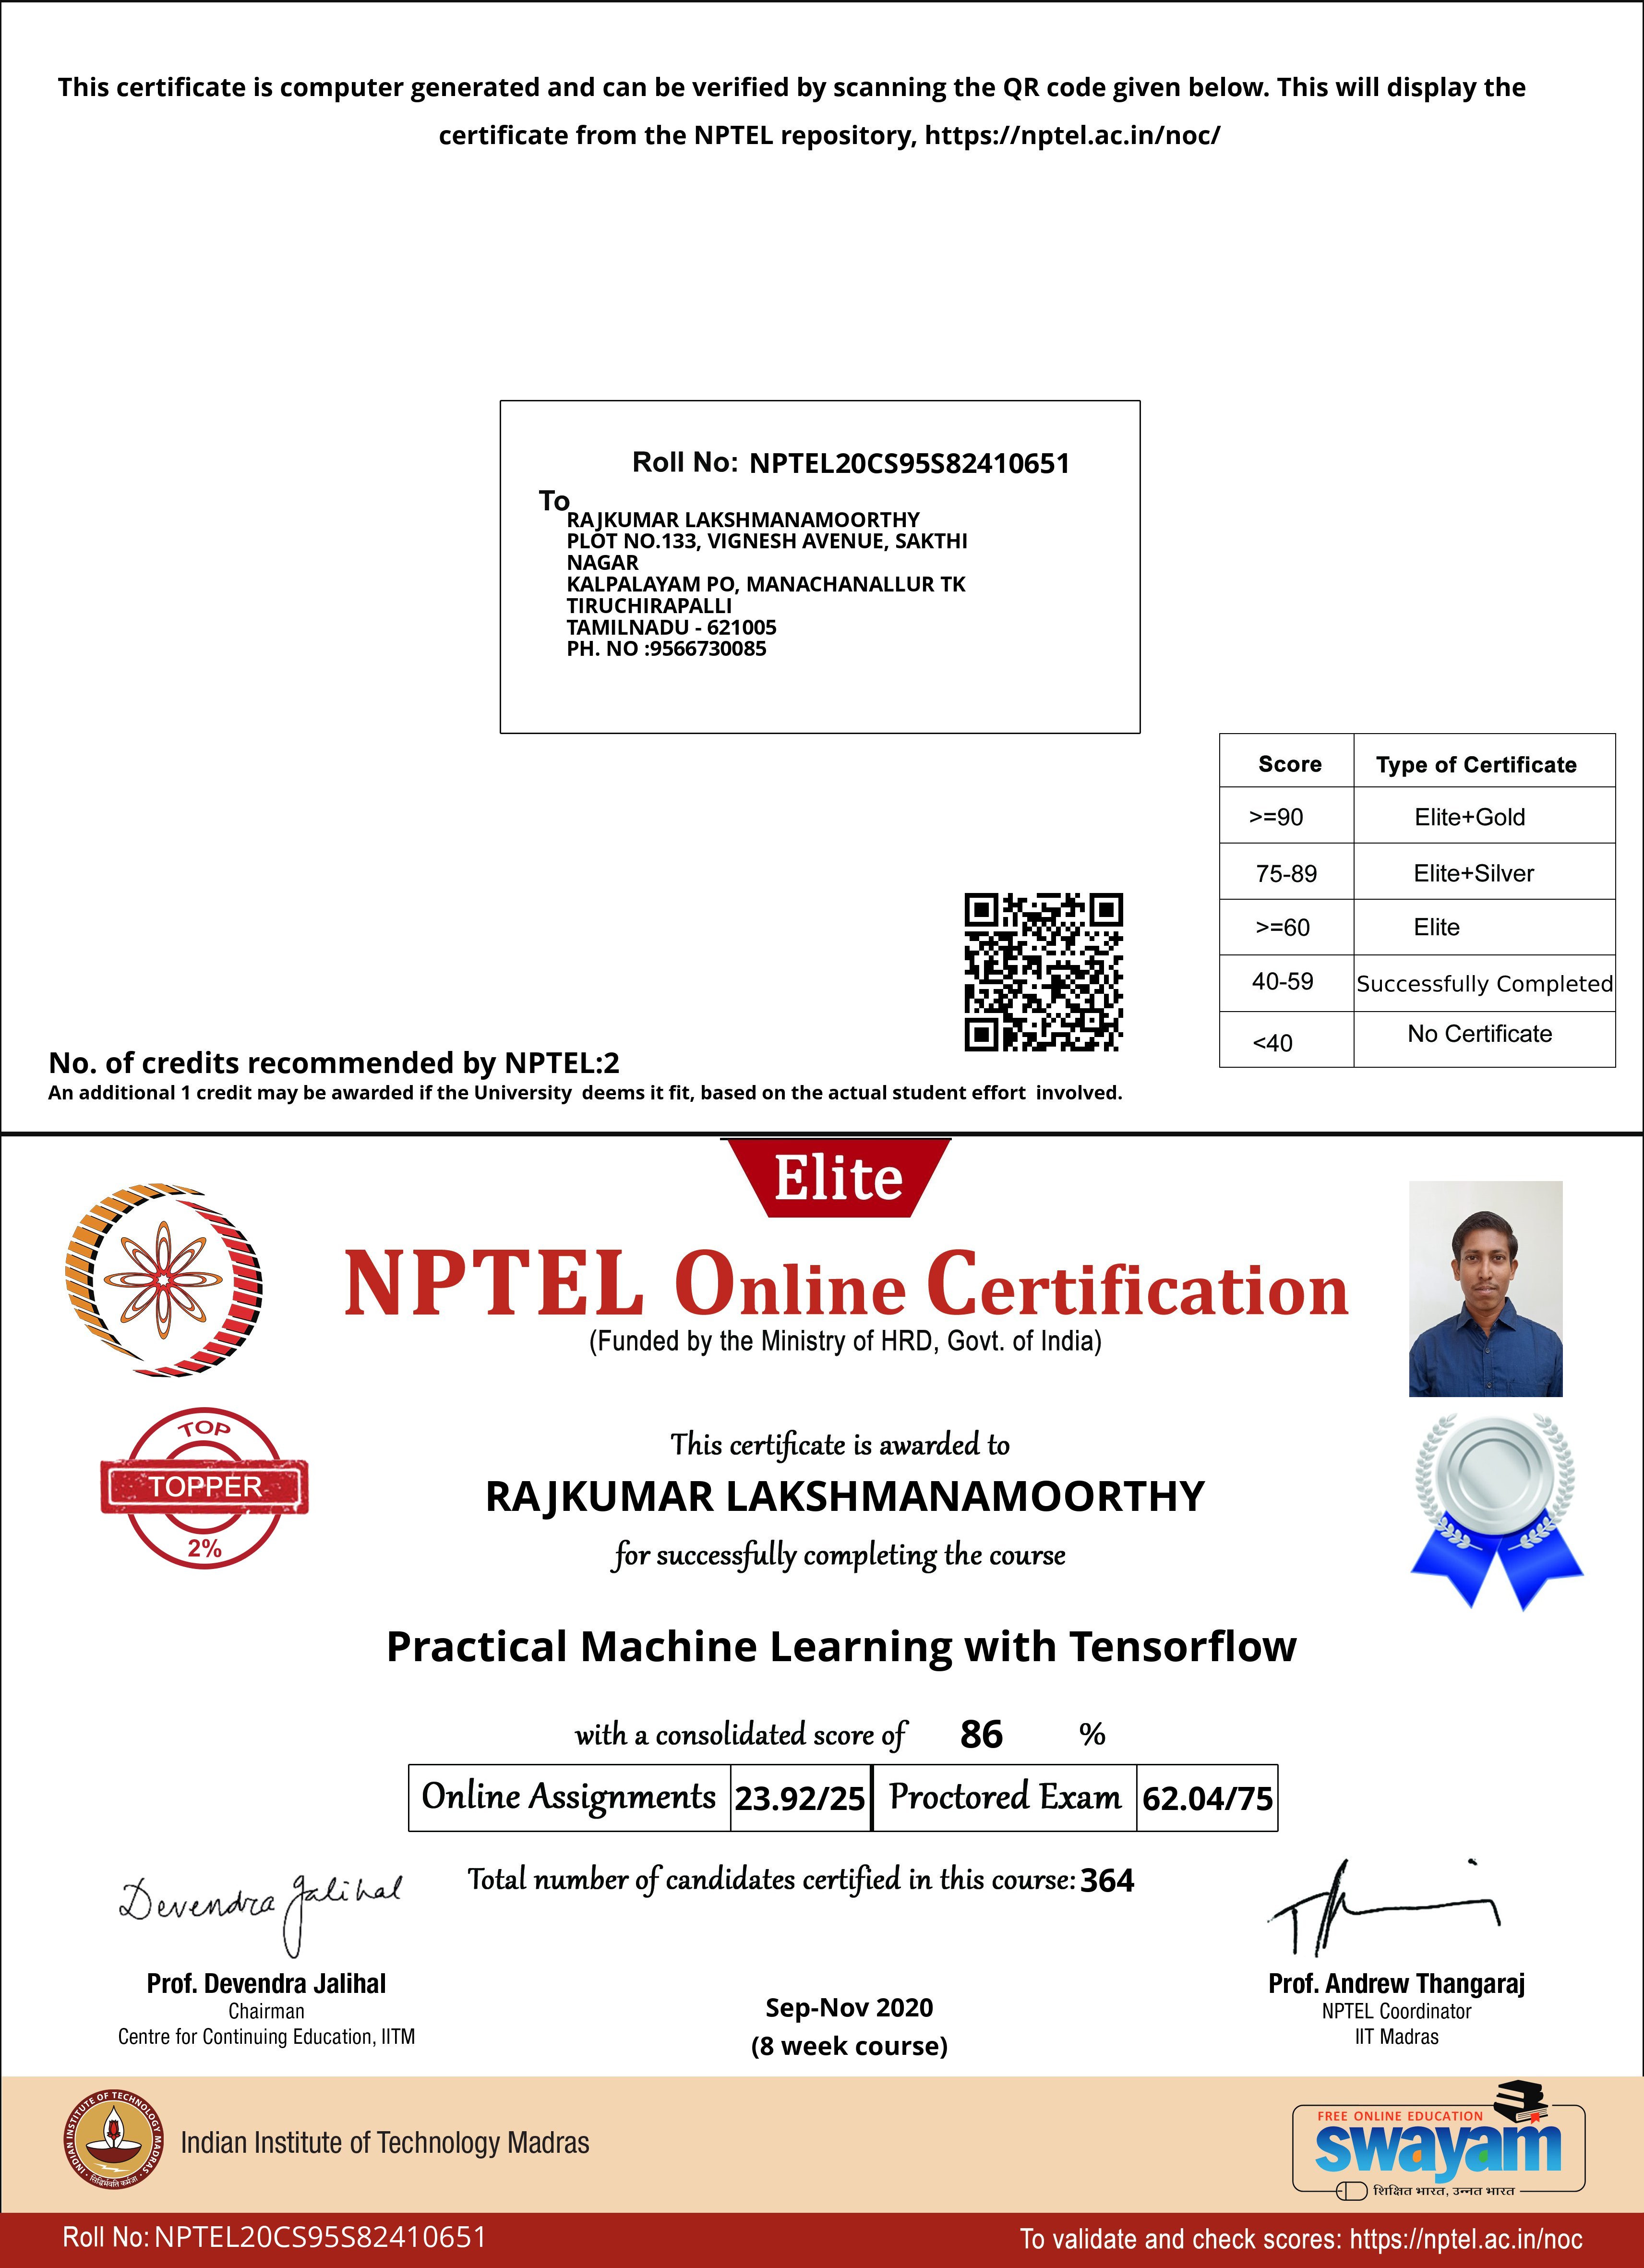 This certificate is computer generated and can be verified by scanning the QR code given below. This will display the
certificate from the NPTEL repository, https://nptel.ac.in/noc/
Roll No: NPTEL20CS95S82410651
To
RAJKUMAR LAKSHMANAMOORTHY
PLOT NO.133, VIGNESH AVENUE, SAKTHI
NAGAR
KALPALAYAM PO, MANACHANALLUR TK
TIRUCHIRAPALLI
TAMILNADU - 621005
PH. NO :9566730085
Score Type of Certificate
>=90 Elite+Gold
75-89 Elite+Silver
>=60 Elite
40-59 Successfully Completed
<40 No Certificate
No. of credits recommended by NPTEL:2
An additional 1 credit may be awarded if the University deems it fit, based on the actual student effort involved.
Elite
NPTEL Online Certification
(Funded by the Ministry of HRD, Govt. of India)
TOP
TOPPER
2%
This certificate is awarded to
RAJKUMAR LAKSHMANAMOORTHY
for successfully completing the course
Practical Machine Learning with Tensorflow
with a consolidated score of 86 %
Online Assignments 23.92/25 Proctored Exam 62.04/75
Total number of candidates certified in this course: 364
Devendra Jalihal
Prof. Devendra Jalihal
Chairman
Centre for Continuing Education, IITM
Sep-Nov 2020
(8 week course)
Prof. Andrew Thangaraj
NPTEL Coordinator
IIT Madras
INDIAN INSTITUTE OF TECHNOLOGY MADRAS
सिद्धिर्भवति कर्मजा
Indian Institute of Technology Madras
FREE ONLINE EDUCATION
swayam
शिक्षित भारत, उन्नत भारत
Roll No: NPTEL20CS95S82410651
To validate and check scores: https://nptel.ac.in/noc